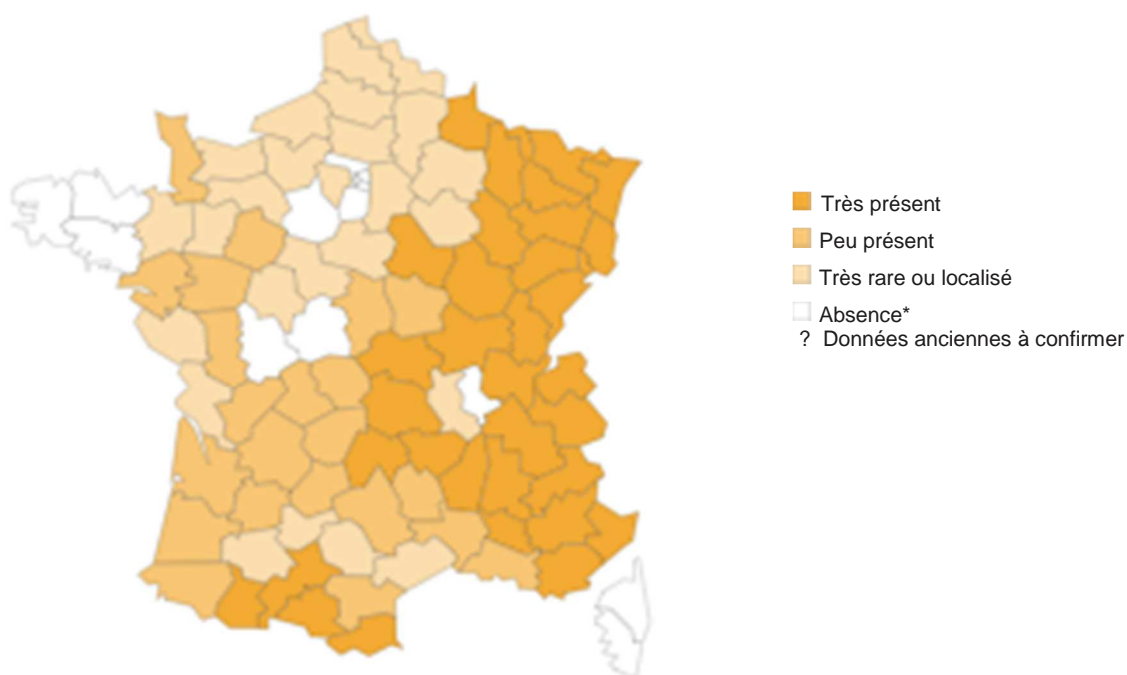 Très présent
Peu présent
Très rare ou localisé
Absence*
? Données anciennes à confirmer